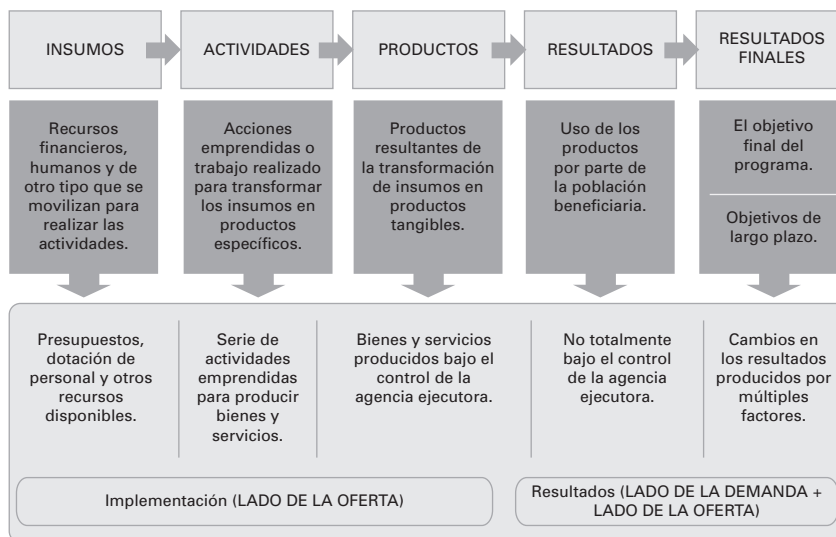 INSUMOS
ACTIVIDADES
PRODUCTOS
RESULTADOS
RESULTADOS
FINALES
Recursos
financieros,
humanos y de
otro tipo que se
movilizan para
realizar las
actividades.
Acciones
emprendidas o
trabajo realizado
para transformar
los insumos en
productos
específicos.
Productos
resultantes de
la transformación
de insumos en
productos
tangibles.
Uso de los
productos
por parte de
la población
beneficiaria.
El objetivo
final del
programa.
Objetivos de
largo plazo.
Presupuestos,
dotación de
personal y otros
recursos
disponibles.
Serie de
actividades
emprendidas
para producir
bienes y
servicios.
Bienes y servicios
producidos bajo el
control de la
agencia ejecutora.
No totalmente
bajo el control
de la agencia
ejecutora.
Cambios en
los resultados
producidos por
múltiples
factores.
Implementación (LADO DE LA OFERTA)
Resultados (LADO DE LA DEMANDA +
LADO DE LA OFERTA)